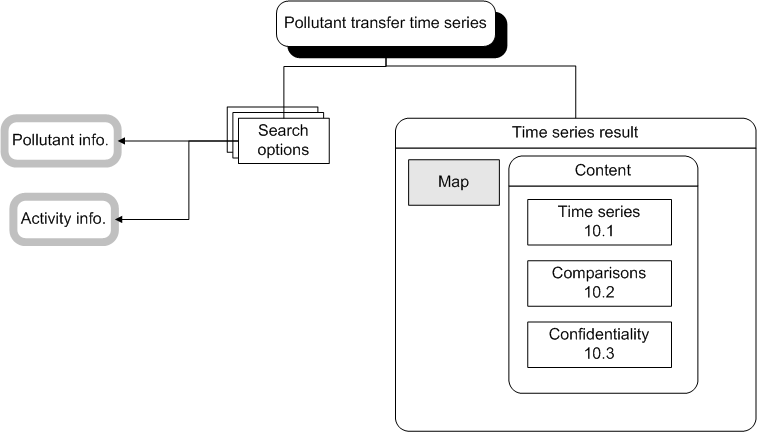 Pollutant transfer time series
Search
options
Pollutant info.
Activity info.
Time series result
Map
Content
Time series
10.1
Comparisons
10.2
Confidentiality
10.3